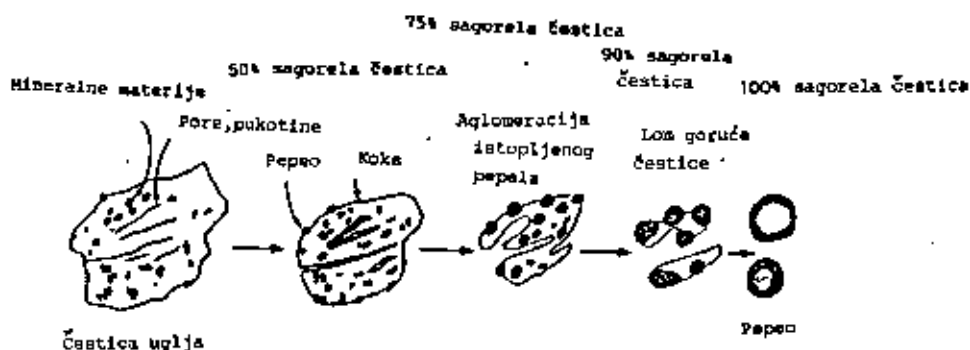 75% sagorela čestica
50% sagorela čestica
90% sagorela
čestica
100% sagorela čestica
Mineralne materije
Pore,pukotine
Pepeo
Koks
Aglomeracija
istopljenog
pepela
Lom goruće
čestice
Čestica uglja
Pepeo